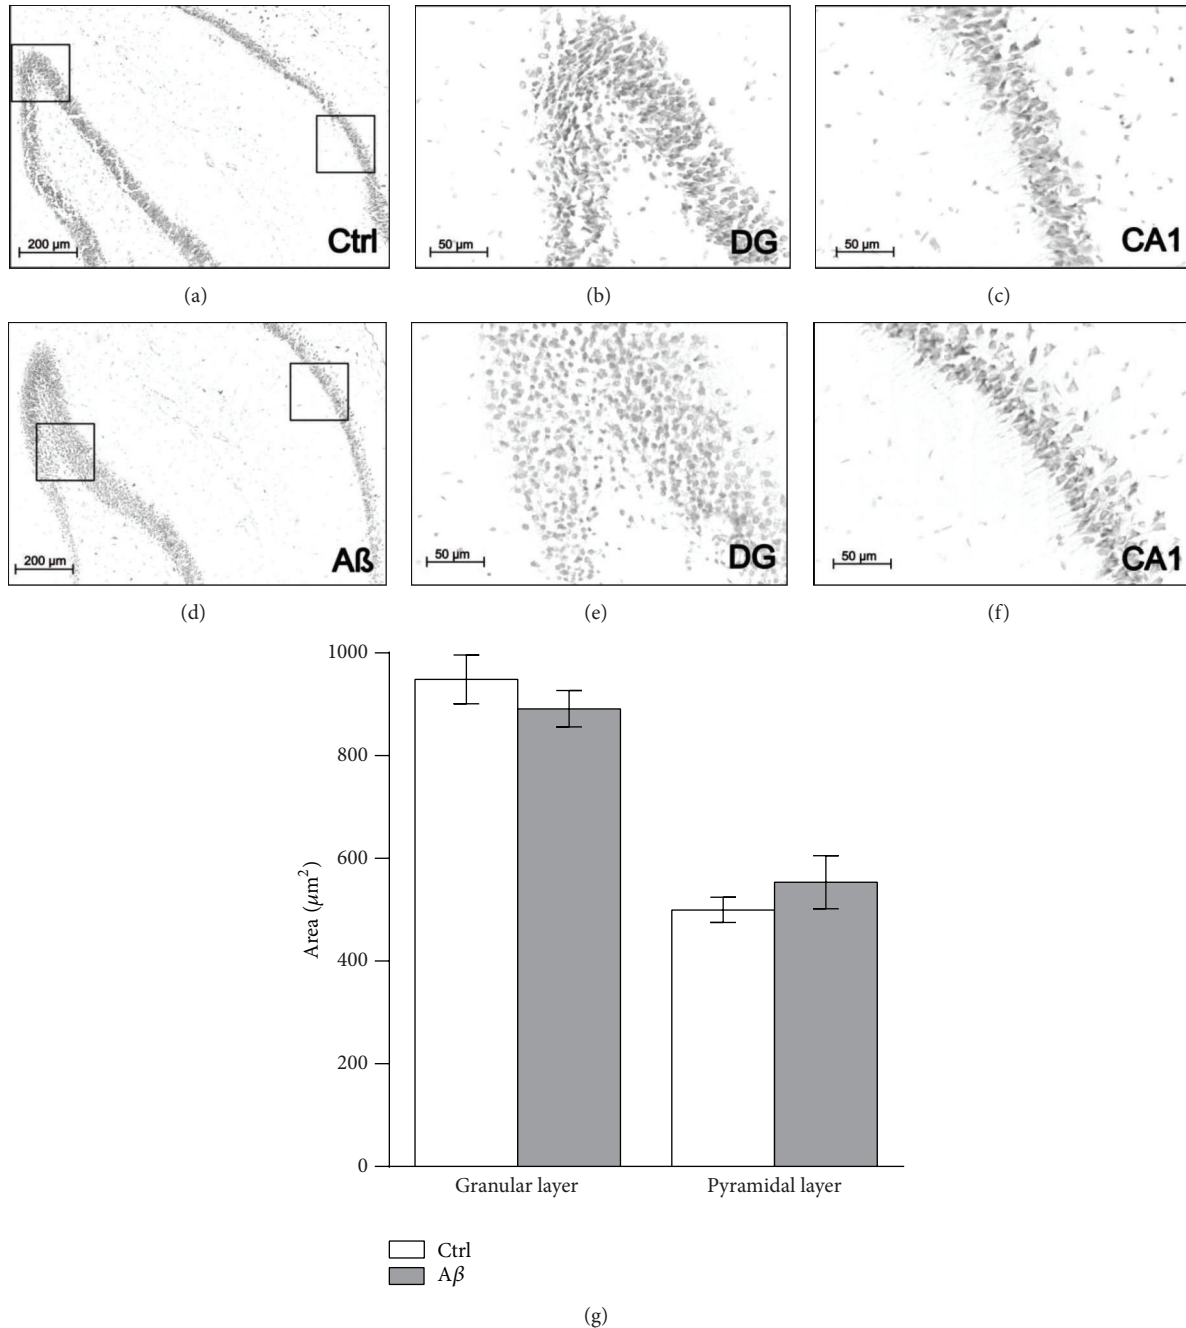 200 µm
Ctrl
50 µm
DG
50 µm
CA1
(a)
(b)
(c)
200 µm
Aß
50 µm
DG
50 µm
CA1
(d)
(e)
(f)
1000
800
600
400
200
0
Area (μm²)
Granular layer
Pyramidal layer
Ctrl
Aβ
(g)